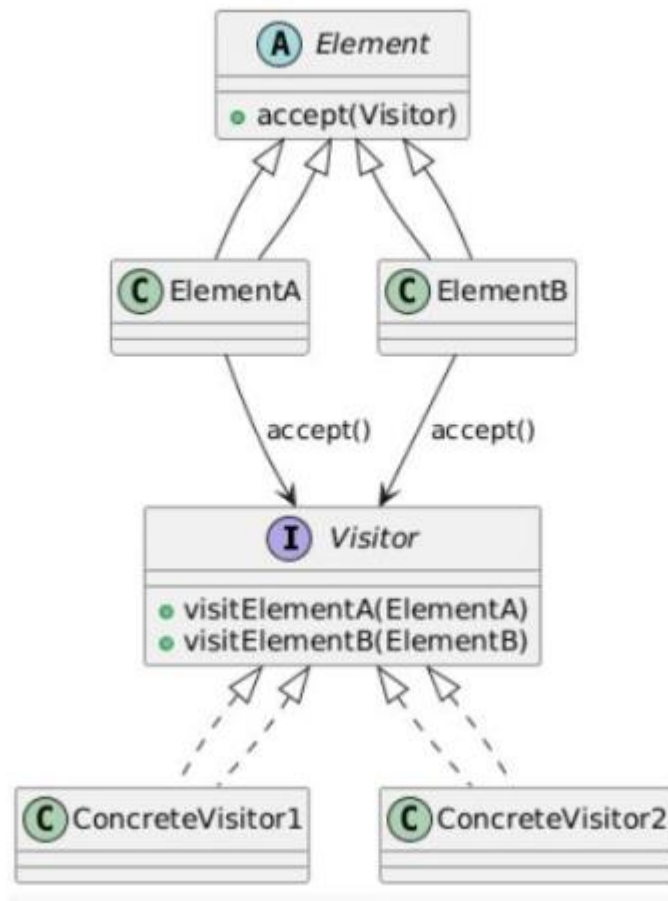 A Element
accept(Visitor)
C ElementA
C ElementB
accept()
accept()
I Visitor
visitElementA(ElementA)
visitElementB(ElementB)
C ConcreteVisitor1
C ConcreteVisitor2